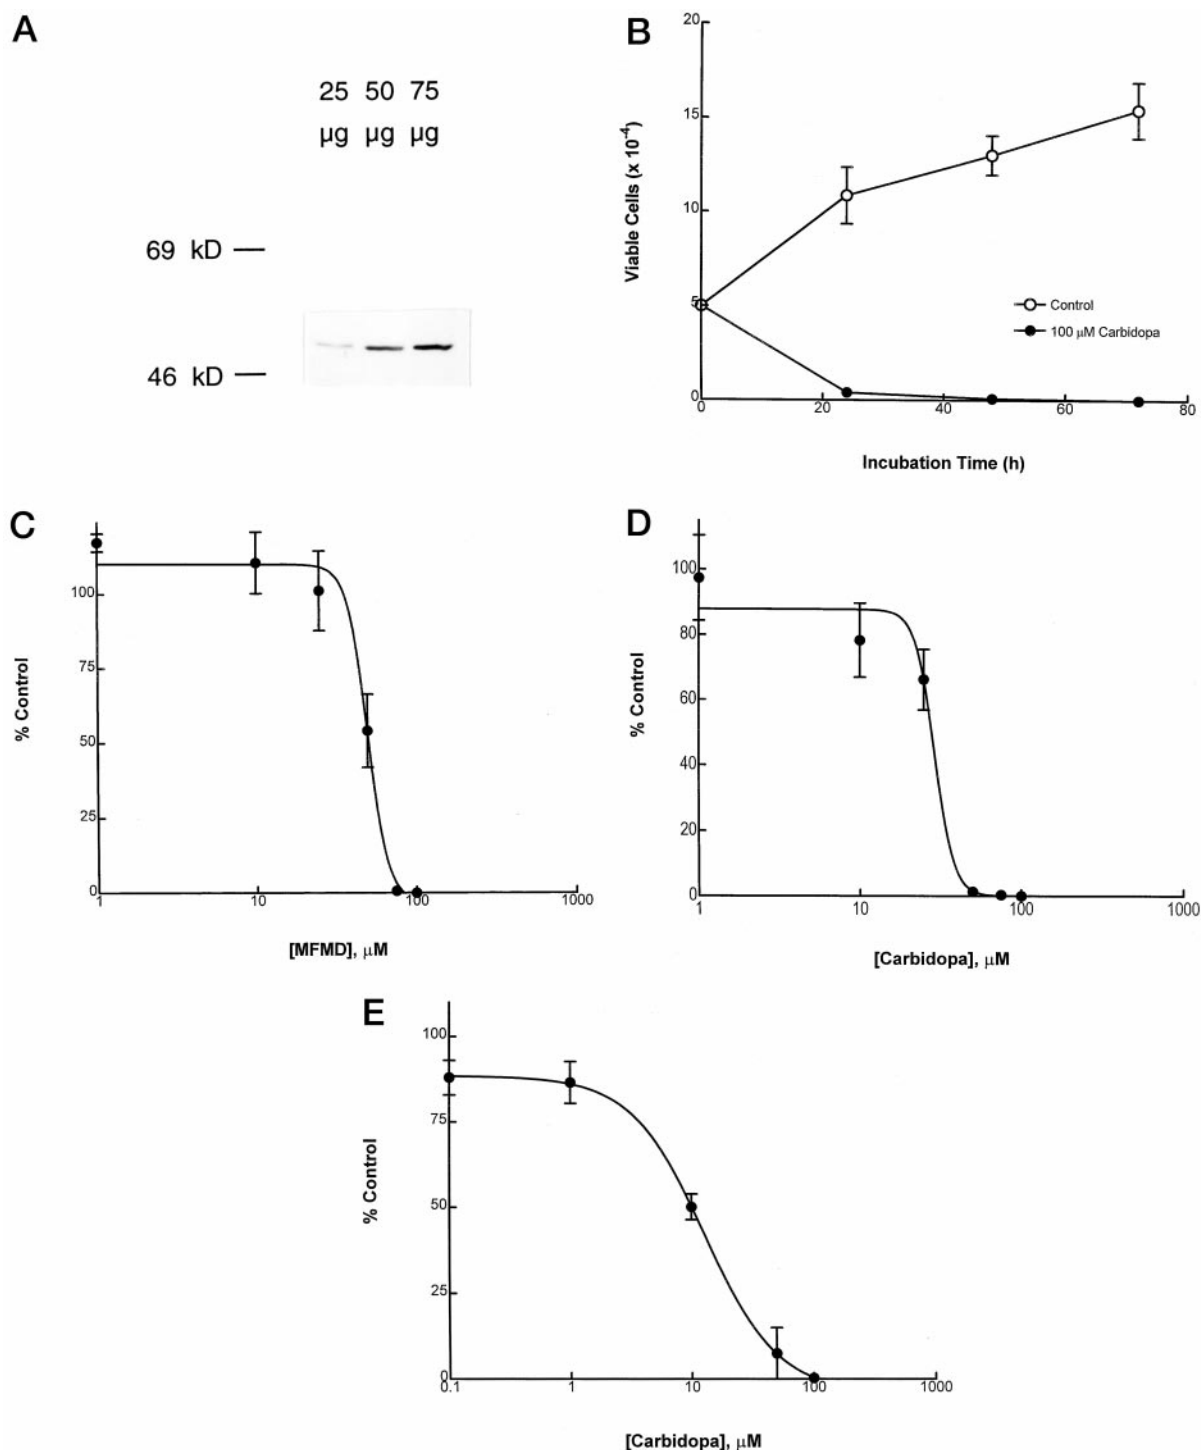 A
25 50 75
µg µg µg
69 kD
46 kD
B
20
15
10
5
0
0 20 40 60 80
Viable Cells (x 10⁻⁴)
Control
100 µM Carbidopa
Incubation Time (h)
C
100
75
50
25
0
1 10 100 1000
% Control
[MFMD], µM
D
100
80
60
40
20
0
1 10 100 1000
% Control
[Carbidopa], µM
E
100
75
50
25
0
0.1 1 10 100 1000
% Control
[Carbidopa], µM